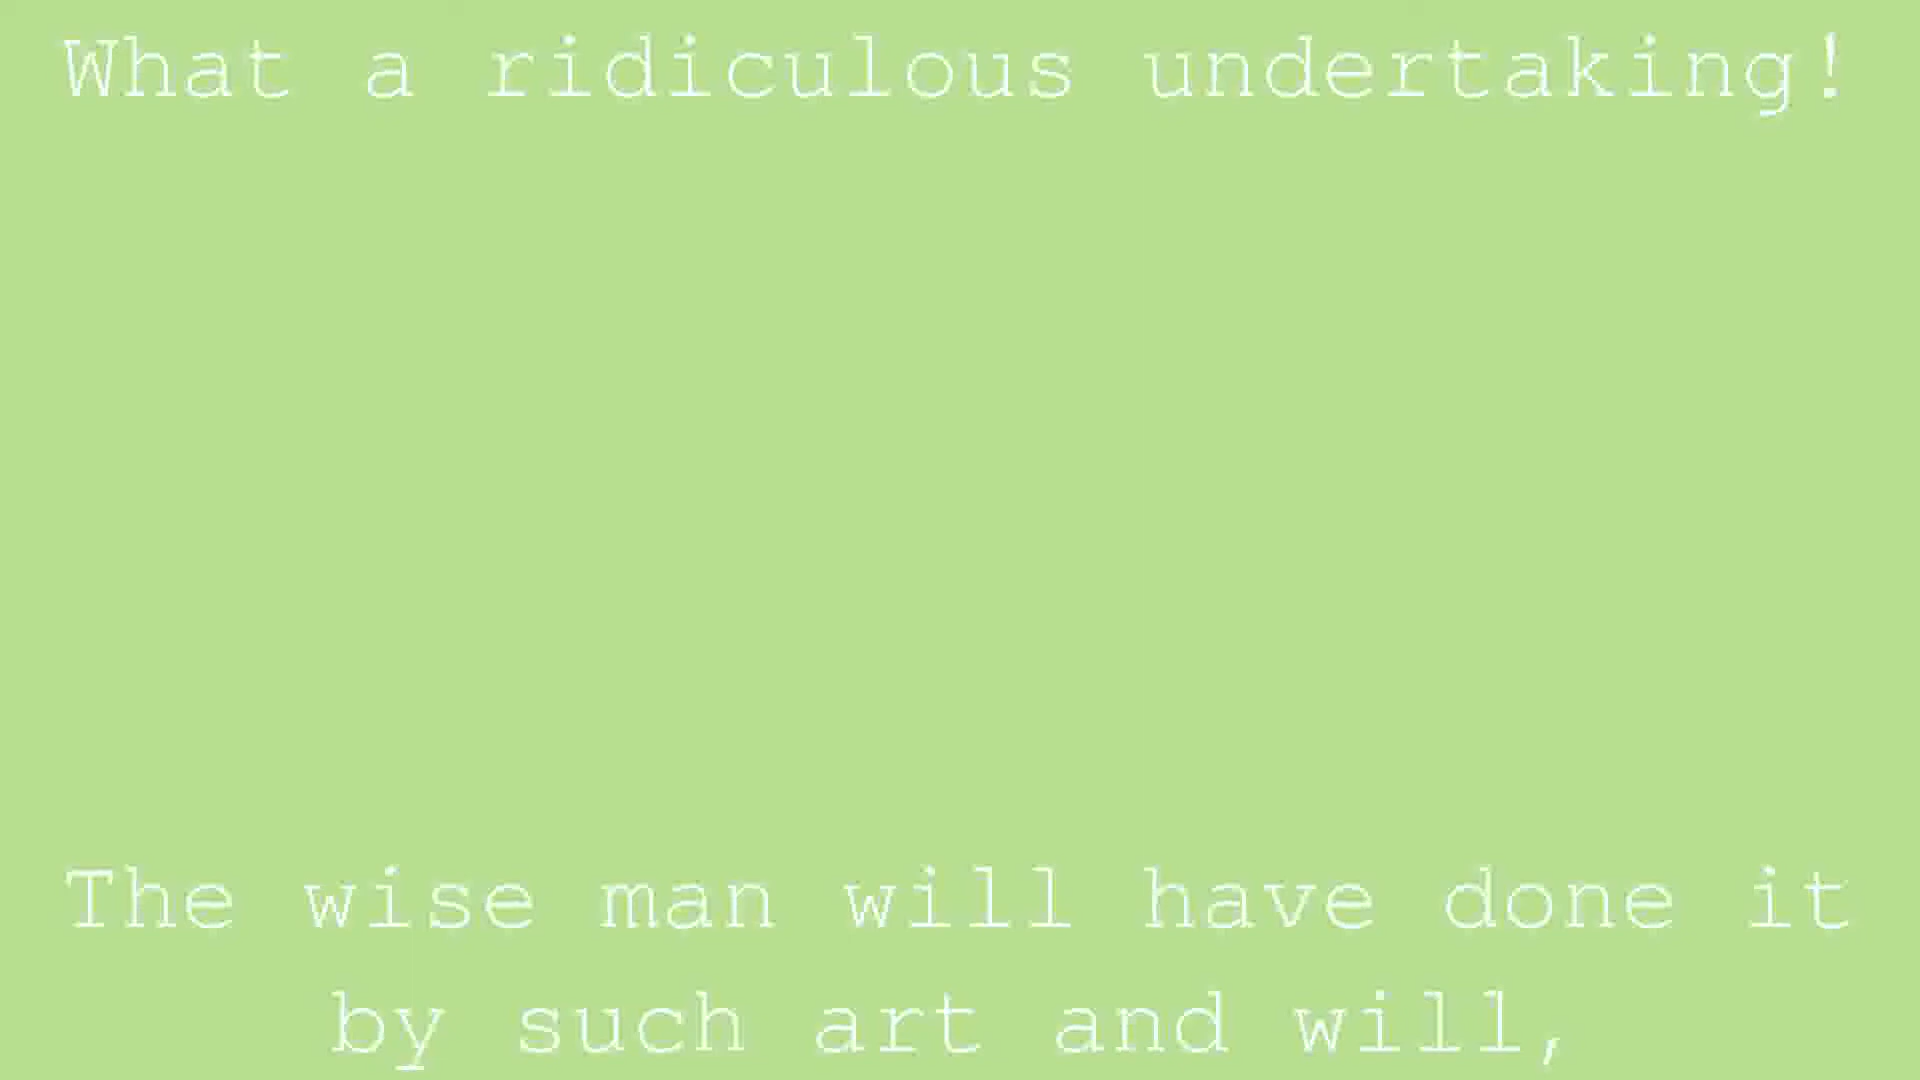 What a ridiculous undertaking!
The wise man will have done it
by such art and will,